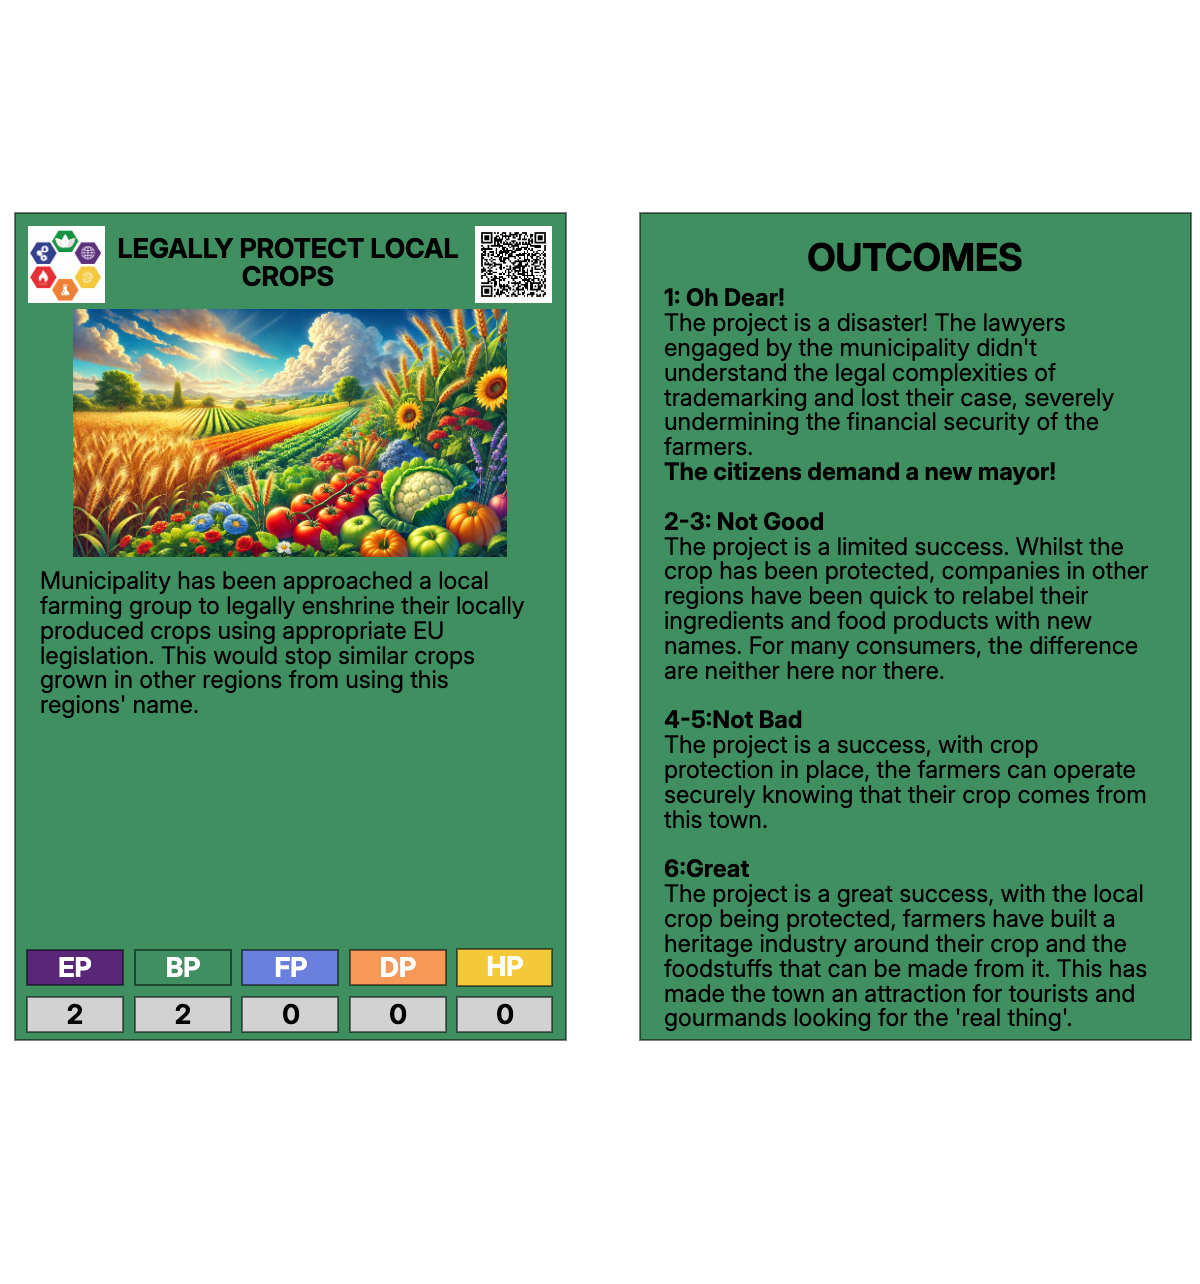 LEGALLY PROTECT LOCAL
CROPS
Municipality has been approached a local
farming group to legally enshrine their locally
produced crops using appropriate EU
legislation. This would stop similar crops
grown in other regions from using this
regions' name.
EP BP FP DP HP
2 2 0 0 0
OUTCOMES
1: Oh Dear!
The project is a disaster! The lawyers
engaged by the municipality didn't
understand the legal complexities of
trademarking and lost their case, severely
undermining the financial security of the
farmers.
The citizens demand a new mayor!
2-3: Not Good
The project is a limited success. Whilst the
crop has been protected, companies in other
regions have been quick to relabel their
ingredients and food products with new
names. For many consumers, the difference
are neither here nor there.
4-5:Not Bad
The project is a success, with crop
protection in place, the farmers can operate
securely knowing that their crop comes from
this town.
6:Great
The project is a great success, with the local
crop being protected, farmers have built a
heritage industry around their crop and the
foodstuffs that can be made from it. This has
made the town an attraction for tourists and
gourmands looking for the 'real thing'.